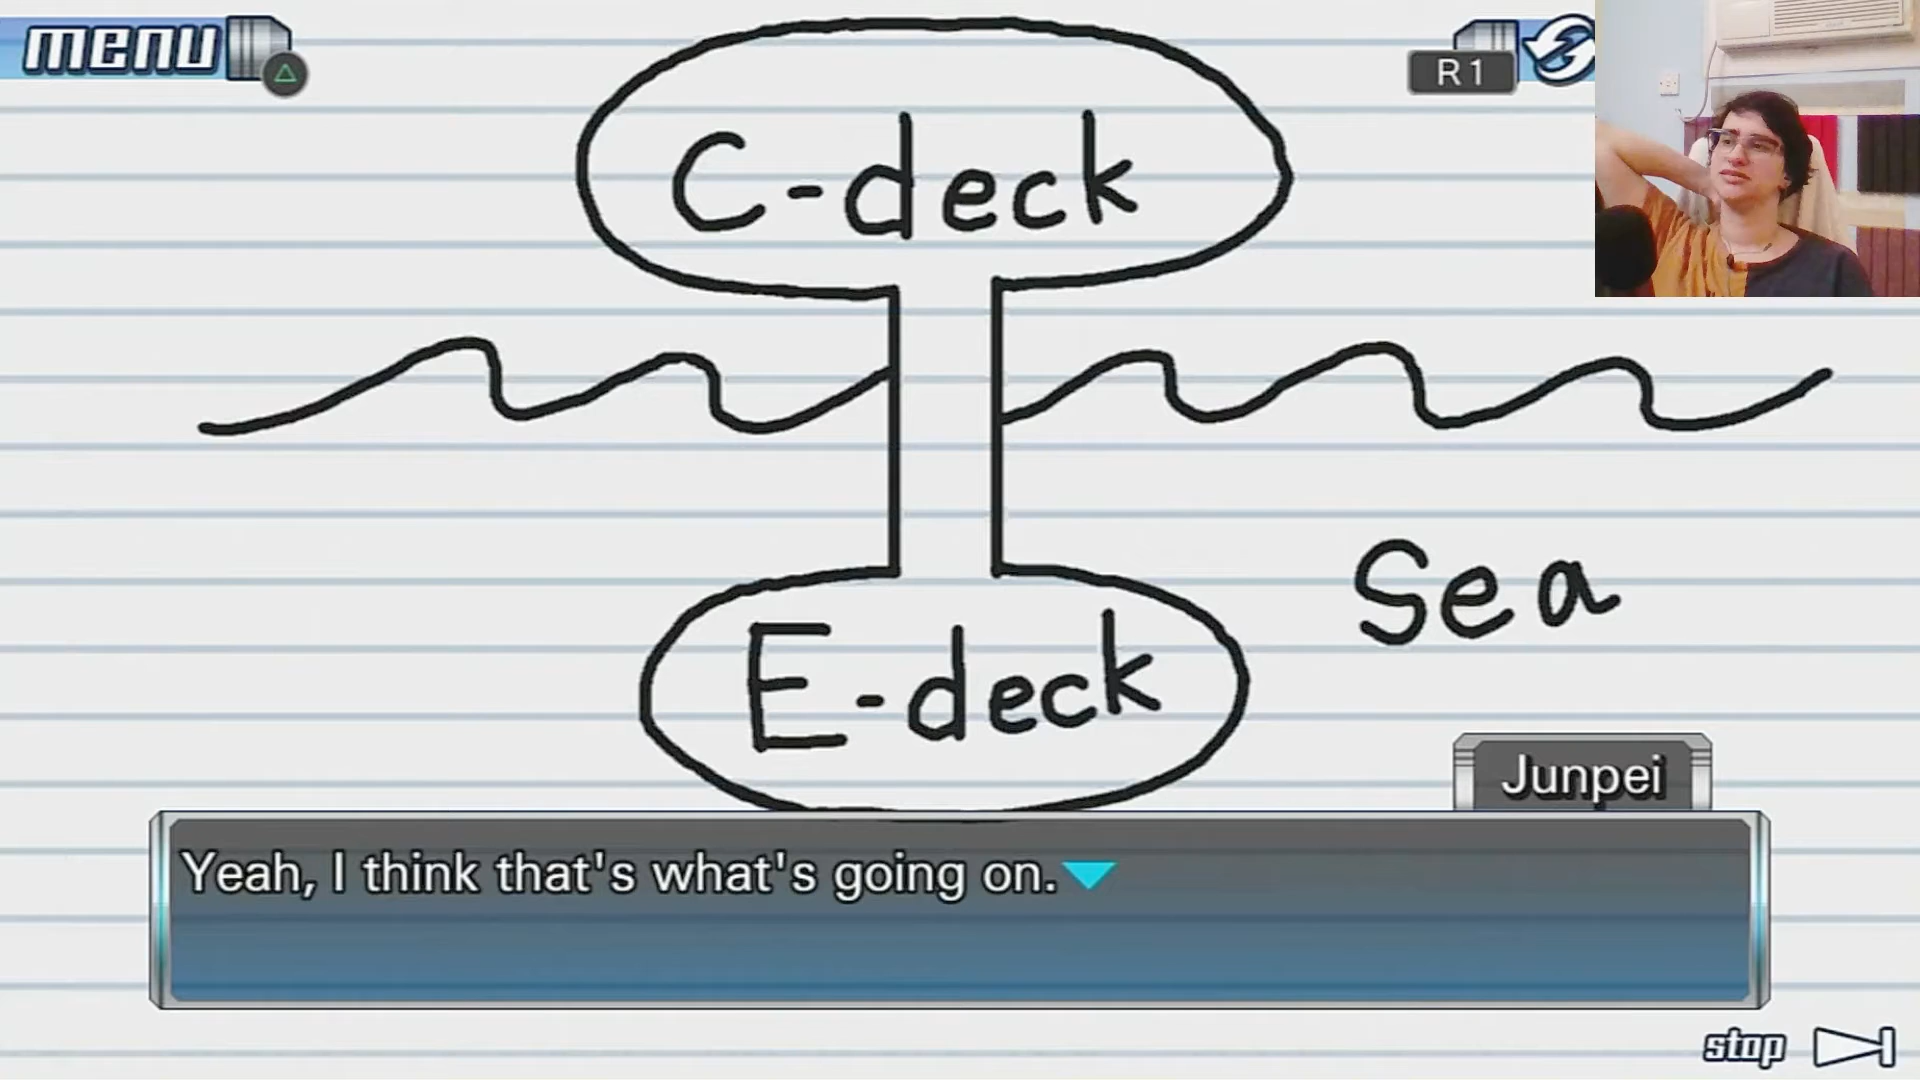 menu
R1
C-deck
Sea
E-deck
Junpei
Yeah, I think that's what's going on.
stop